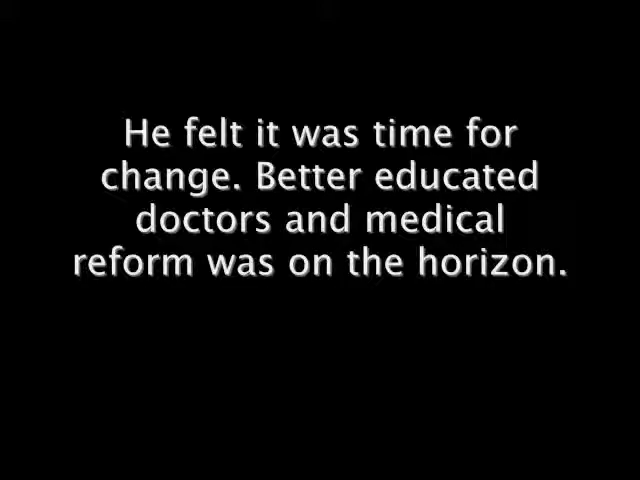 He felt it was time for
change. Better educated
doctors and medical
reform was on the horizon.